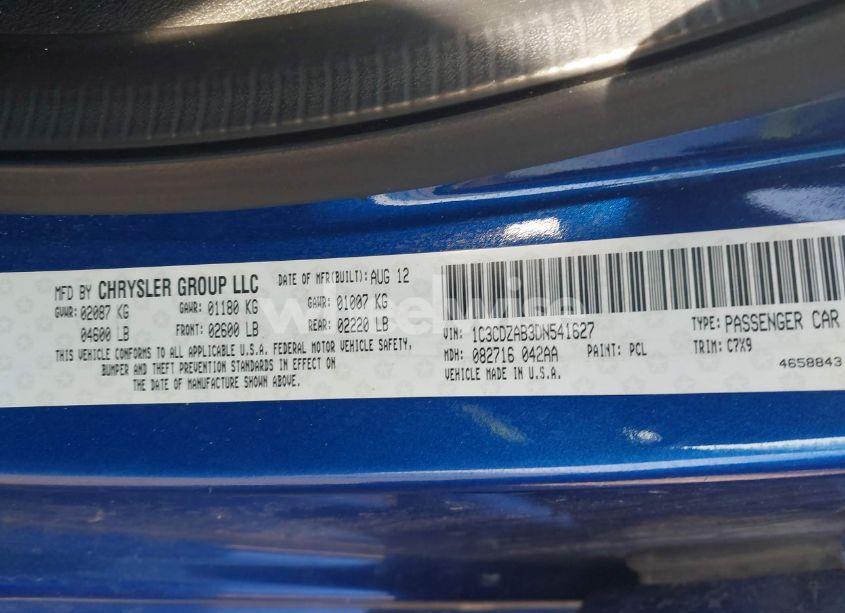 MFD BY CHRYSLER GROUP LLC DATE OF MFR(BUILT): AUG 12
GVWR: 02087 KG GAWR: 01180 KG GAWR: 01007 KG
04600 LB FRONT: 02600 LB REAR: 02220 LB
THIS VEHICLE CONFORMS TO ALL APPLICABLE U.S.A. FEDERAL MOTOR VEHICLE SAFETY,
BUMPER AND THEFT PREVENTION STANDARDS IN EFFECT ON
THE DATE OF MANUFACTURE SHOWN ABOVE.
VIN: 1C3CDZAB3DN541627 TYPE: PASSENGER CAR
MDH: 082716 042AA PAINT: PCL TRIM: C7X9
VEHICLE MADE IN U.S.A. 4658843
wheelwise